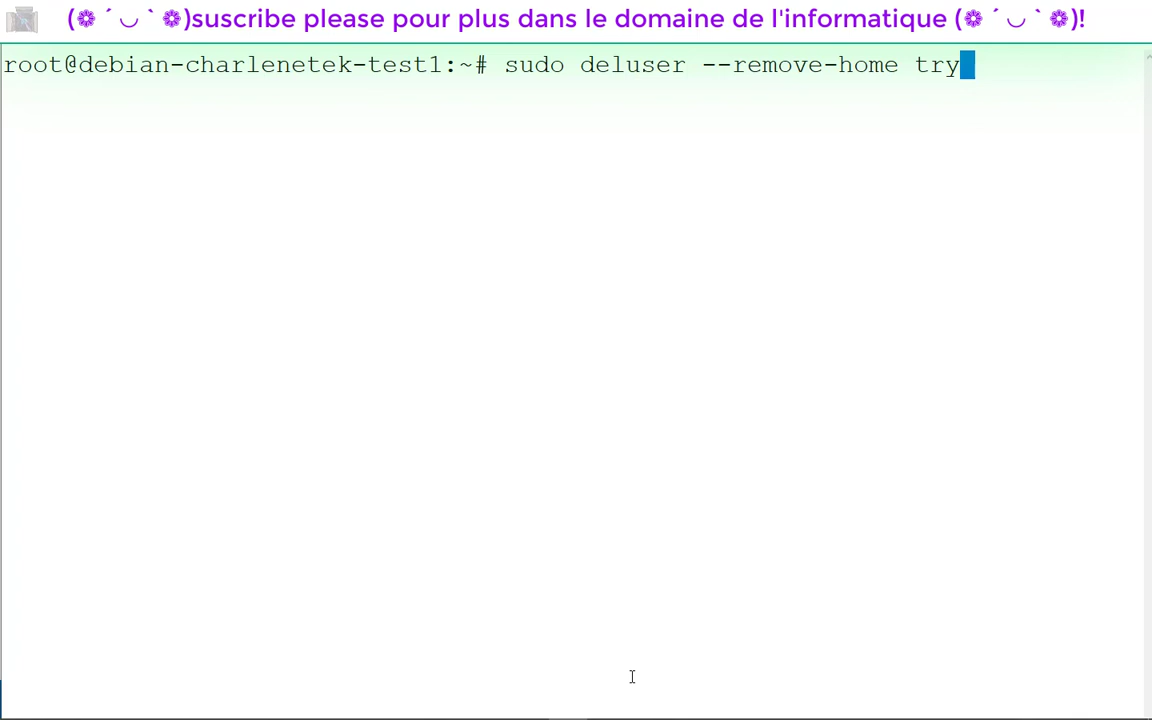 (❁´◡`❁)suscribe please pour plus dans le domaine de l'informatique (❁´◡`❁)!
root@debian-charlenetek-test1:~# sudo deluser --remove-home try